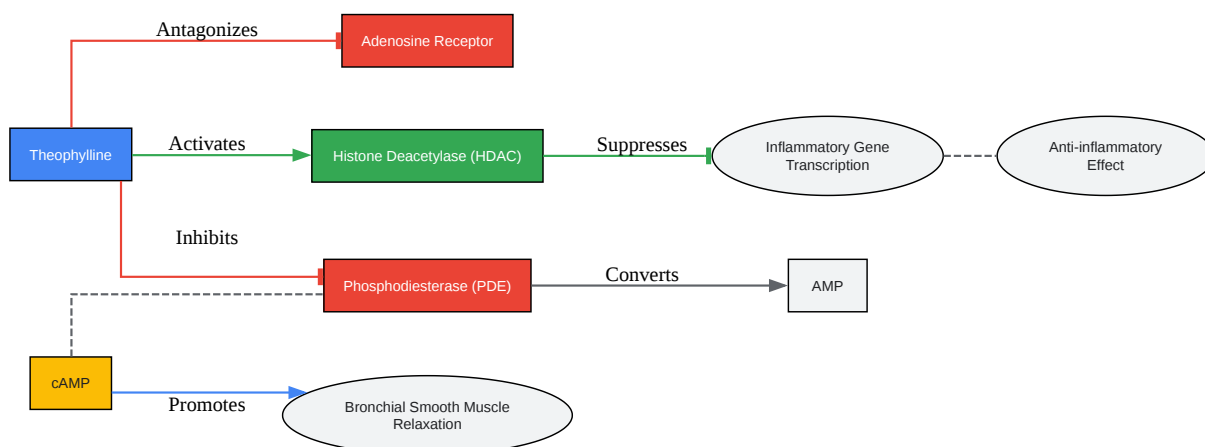 Antagonizes
Adenosine Receptor
Theophylline
Activates
Histone Deacetylase (HDAC)
Suppresses
Inflammatory Gene
Transcription
Anti-inflammatory
Effect
Inhibits
Phosphodiesterase (PDE)
Converts
AMP
cAMP
Promotes
Bronchial Smooth Muscle
Relaxation